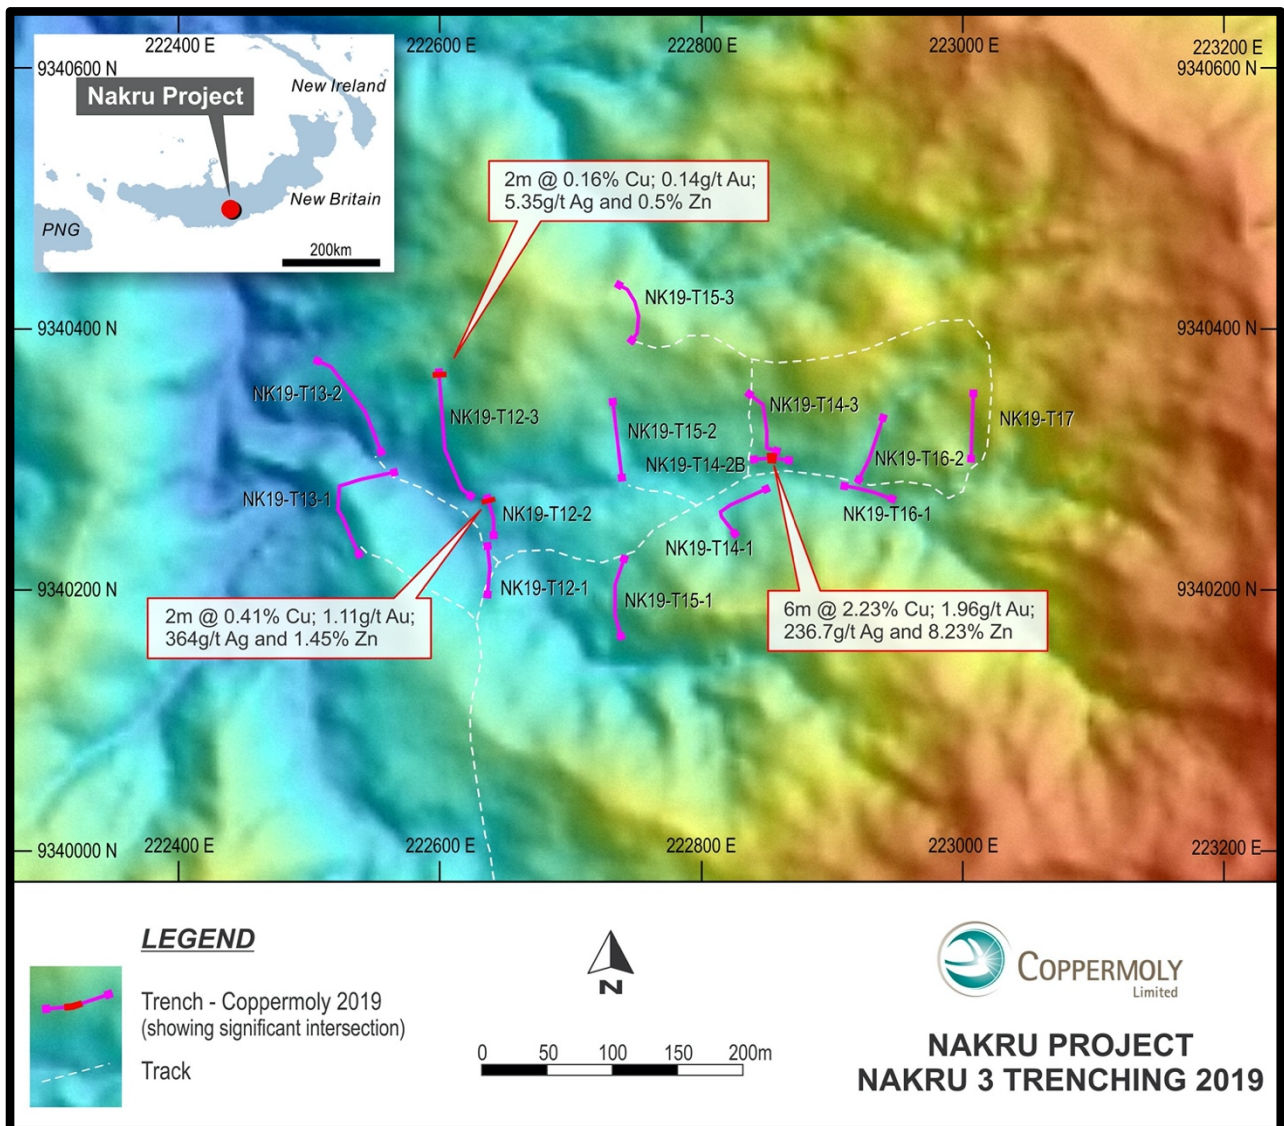 222400 E
222600 E
222800 E
223000 E
223200 E
9340600 N
9340600 N
New Ireland
Nakru Project
New Britain
PNG
200km
2m @ 0.16% Cu; 0.14g/t Au;
5.35g/t Ag and 0.5% Zn
NK19-T15-3
9340400 N
9340400 N
NK19-T13-2
NK19-T12-3
NK19-T15-2
NK19-T14-3
NK19-T17
NK19-T14-2B
NK19-T16-2
NK19-T13-1
NK19-T12-2
NK19-T16-1
NK19-T14-1
9340200 N
9340200 N
NK19-T12-1
NK19-T15-1
2m @ 0.41% Cu; 1.11g/t Au;
364g/t Ag and 1.45% Zn
6m @ 2.23% Cu; 1.96g/t Au;
236.7g/t Ag and 8.23% Zn
9340000 N
222400 E
222600 E
222800 E
223000 E
223200 E
LEGEND
Trench - Coppermoly 2019
(showing significant intersection)
Track
N
0 50 100 150 200m
COPPERMOLY
Limited
NAKRU PROJECT
NAKRU 3 TRENCHING 2019